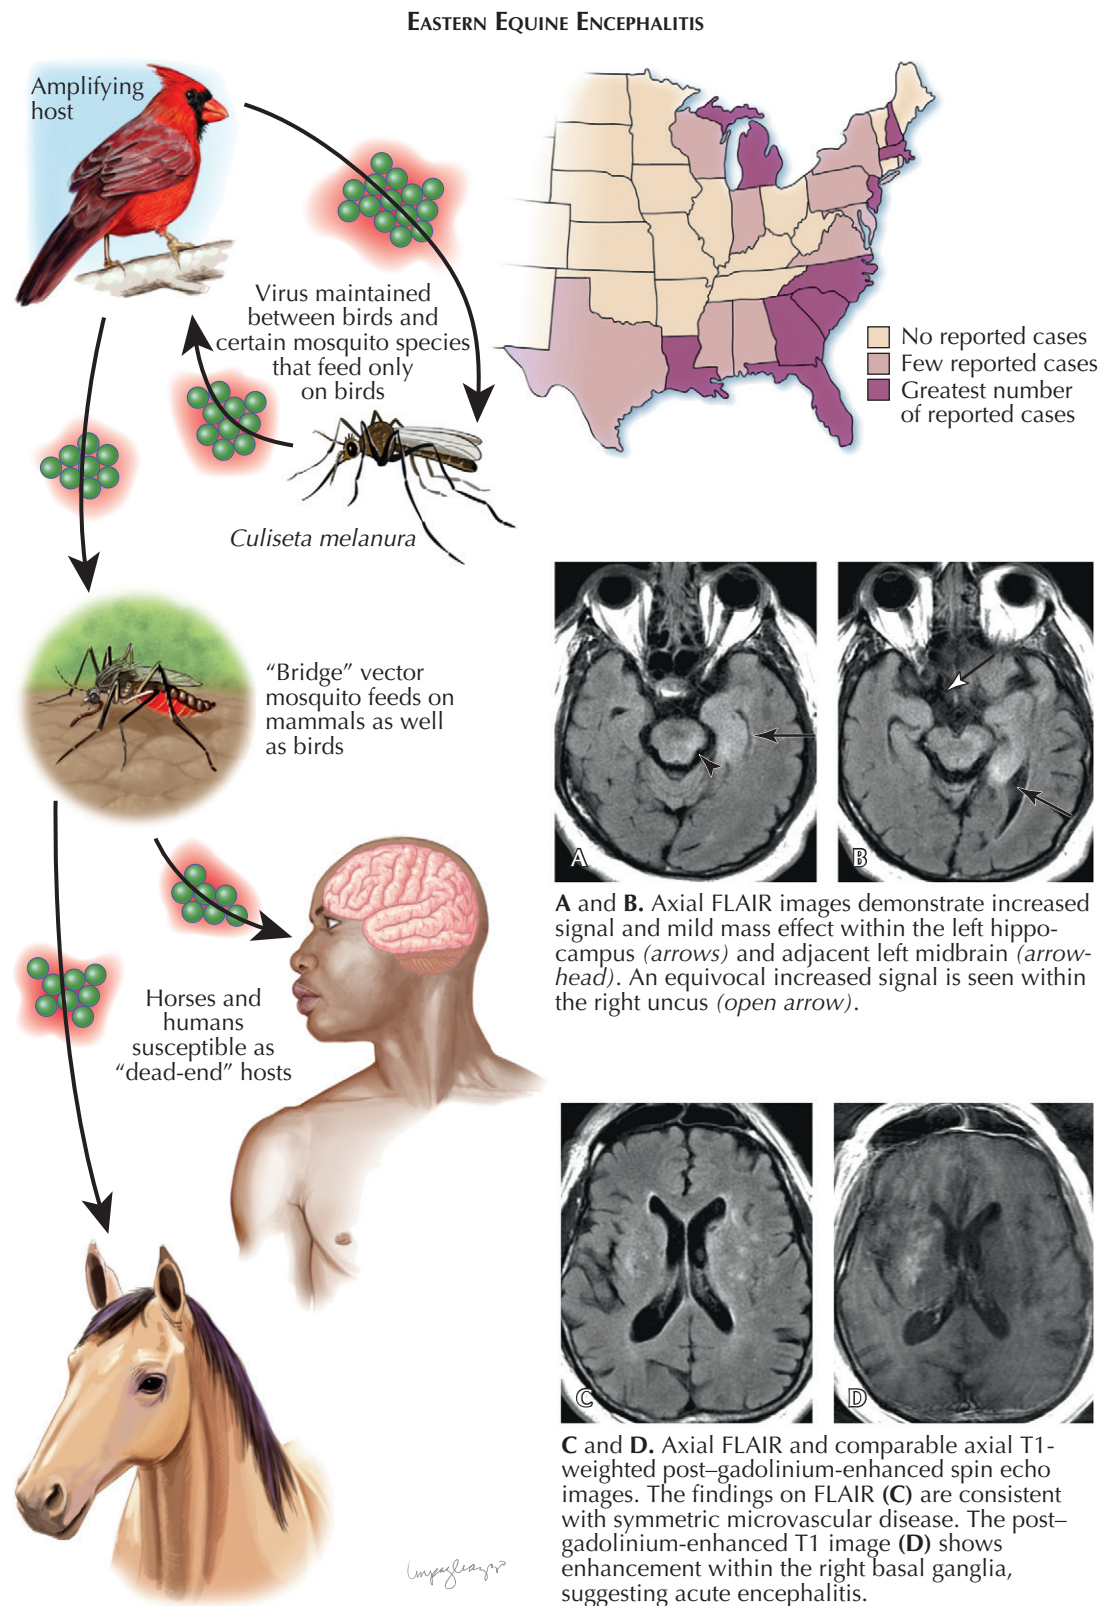 EASTERN EQUINE ENCEPHALITIS
Amplifying
host
Virus maintained
between birds and
certain mosquito species
that feed only
on birds
Culiseta melanura
No reported cases
Few reported cases
Greatest number
of reported cases
"Bridge" vector
mosquito feeds on
mammals as well
as birds
A
B
A and B. Axial FLAIR images demonstrate increased
signal and mild mass effect within the left hippo-
campus (arrows) and adjacent left midbrain (arrow-
head). An equivocal increased signal is seen within
the right uncus (open arrow).
Horses and
humans
susceptible as
"dead-end" hosts
C
D
C and D. Axial FLAIR and comparable axial T1-
weighted post–gadolinium-enhanced spin echo
images. The findings on FLAIR (C) are consistent
with symmetric microvascular disease. The post–
gadolinium-enhanced T1 image (D) shows
enhancement within the right basal ganglia,
suggesting acute encephalitis.